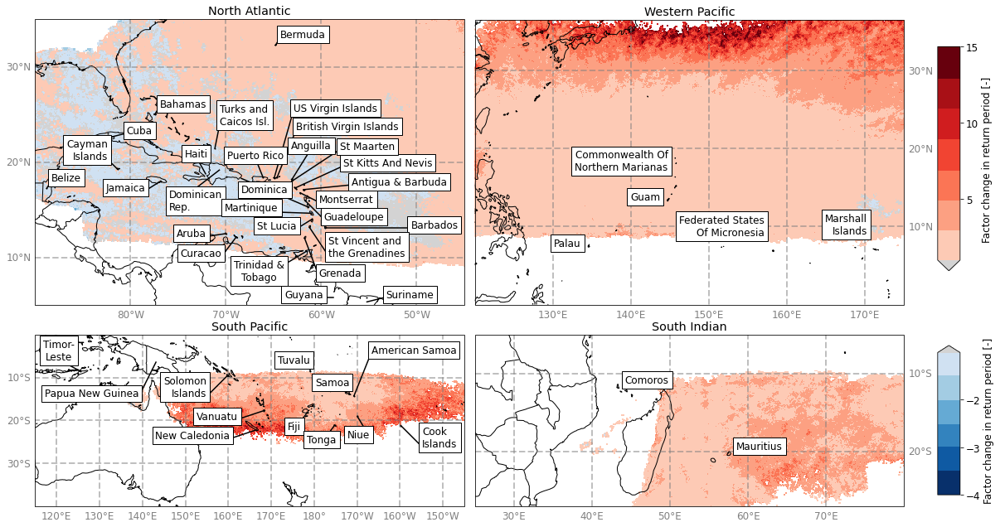 North Atlantic
Western Pacific
Bermuda
30°N
30°N
15
Bahamas
Turks and
Caicos Isl.
US Virgin Islands
Cuba
British Virgin Islands
10
Factor change in return period [-]
Cayman
Islands
Haiti
Puerto Rico
Anguilla
St Maarten
20°N
20°N
St Kitts And Nevis
Commonwealth Of
Northern Marianas
Belize
Jamaica
Dominica
Antigua & Barbuda
Dominican
Rep.
Martinique
Montserrat
Guam
5
Guadeloupe
St Lucia
Barbados
Federated States
Of Micronesia
Marshall
Islands
10°N
Aruba
Curacao
St Vincent and
the Grenadines
Palau
10°N
Trinidad &
Tobago
Grenada
Guyana
Suriname
80°W
70°W
60°W
50°W
130°E
140°E
150°E
160°E
170°E
South Pacific
South Indian
Timor-
Leste
Tuvalu
American Samoa
10°S
Papua New Guinea
Solomon
Islands
Samoa
Comoros
10°S
−2
Factor change in return period [-]
20°S
Vanuatu
Fiji
New Caledonia
Tonga
Niue
Cook
Islands
Mauritius
20°S
−3
30°S
−4
120°E
130°E
140°E
150°E
160°E
170°E
180°W
170°W
160°W
150°W
30°E
40°E
50°E
60°E
70°E